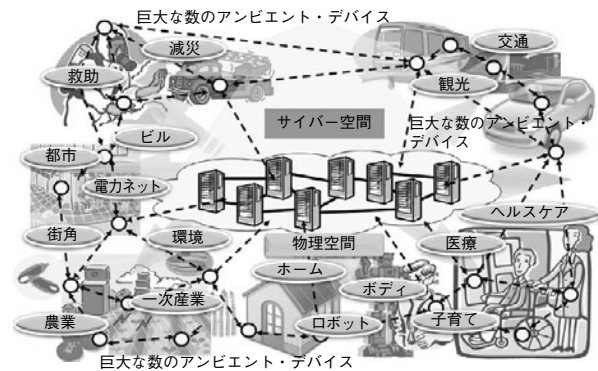 巨大な数のアンビエント・デバイス
減災
交通
救助
観光
サイバー空間
巨大な数のアンビエント・
デバイス
ビル
都市
電力ネット
ヘルスケア
街角
環境
物理空間
医療
ホーム
ボディ
一次産業
農業
ロボット
子育て
巨大な数のアンビエント・デバイス